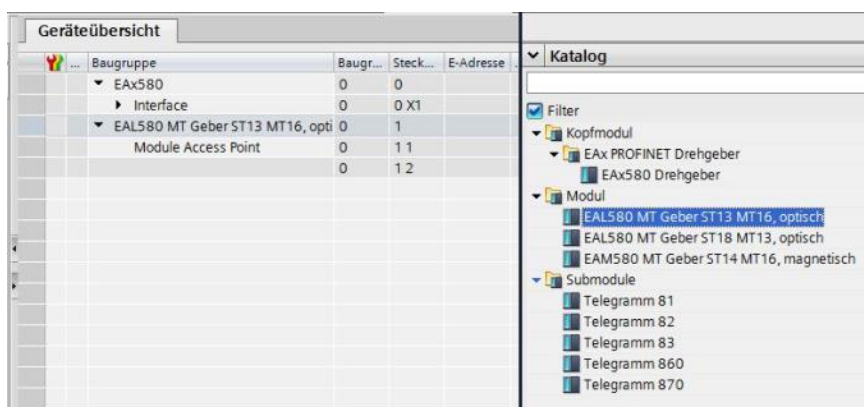 Geräteübersicht
... Baugruppe Baugr... Steck... E-Adresse
EAx580 0 0
Interface 0 0 X1
EAL580 MT Geber ST13 MT16, opti 0 1
Module Access Point 0 1 1
0 1 2
Katalog
Filter
Kopfmodul
EAx PROFINET Drehgeber
EAx580 Drehgeber
Modul
EAL580 MT Geber ST13 MT16, optisch
EAL580 MT Geber ST18 MT13, optisch
EAM580 MT Geber ST14 MT16, magnetisch
Submodule
Telegramm 81
Telegramm 82
Telegramm 83
Telegramm 860
Telegramm 870